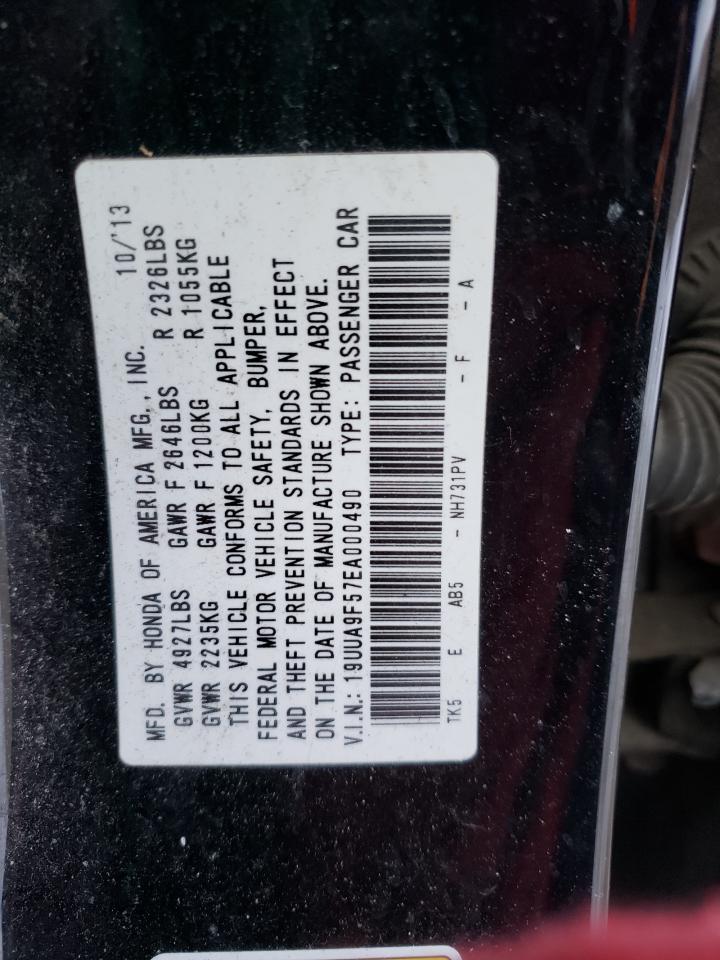 MFD. BY HONDA OF AMERICA MFG., INC. 10/'13
GVWR 4927LBS GAWR F 2646LBS R 2326LBS
GVWR 2235KG GAWR F 1200KG R 1055KG
THIS VEHICLE CONFORMS TO ALL APPLICABLE
FEDERAL MOTOR VEHICLE SAFETY, BUMPER,
AND THEFT PREVENTION STANDARDS IN EFFECT
ON THE DATE OF MANUFACTURE SHOWN ABOVE.
V.I.N.: 19UUA9F57EA000490 TYPE: PASSENGER CAR
TK5 E AB5 - NH731PV - F - A